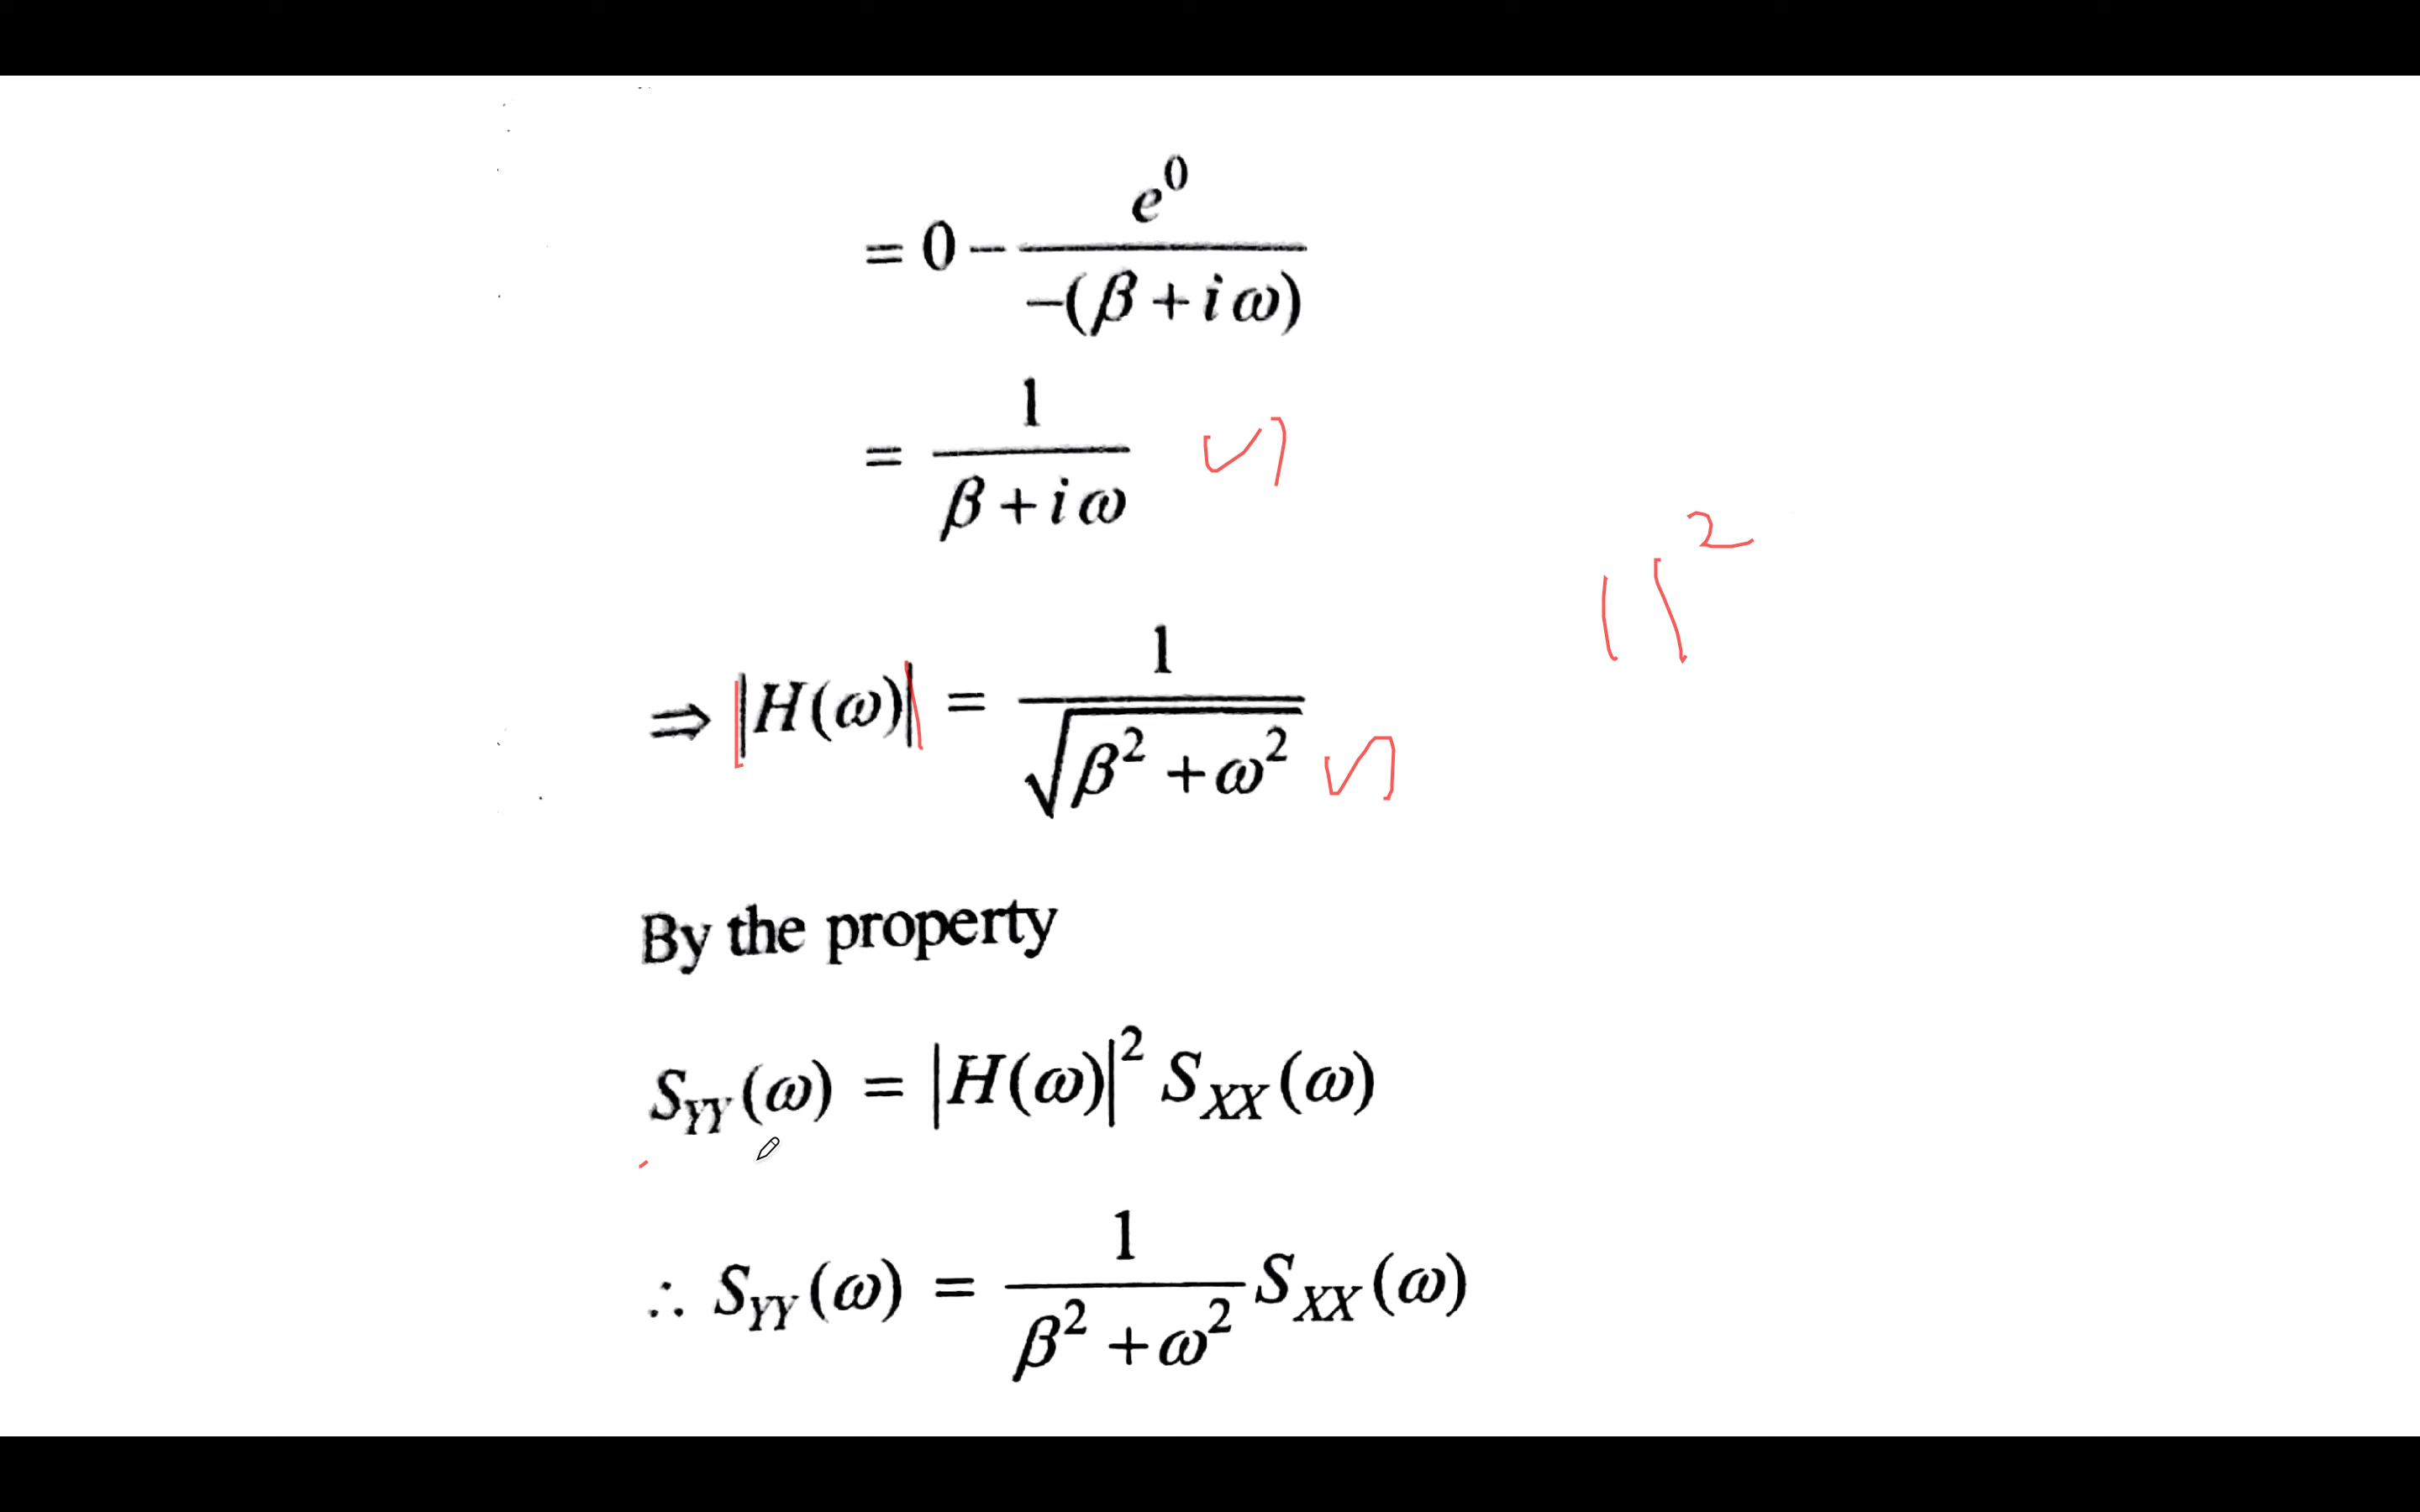 = 0 - e^0 / -(β + iω)
= 1 / β + iω
⇒ |H(ω)| = 1 / √β² + ω²
| |²
By the property
S_YY(ω) = |H(ω)|² S_XX(ω)
∴ S_YY(ω) = 1 / β² + ω² S_XX(ω)